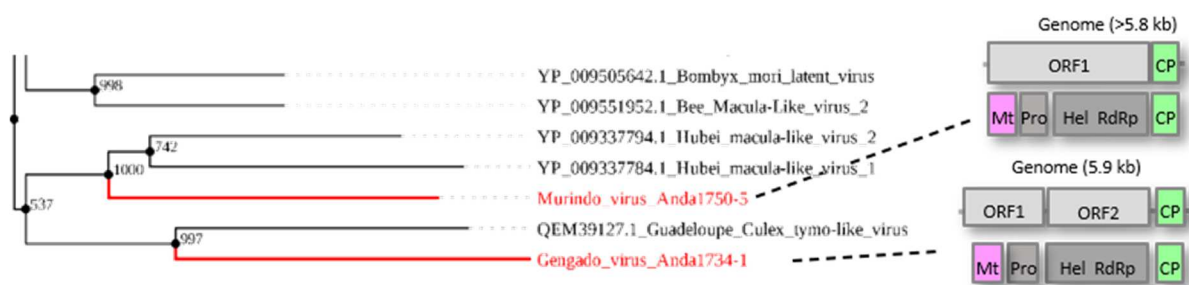 Genome (>5.8 kb)
ORF1 CP
Mt Pro Hel RdRp CP
998
YP_009505642.1_Bombyx_mori_latent_virus
YP_009551952.1_Bee_Macula-Like_virus_2
742
YP_009337794.1_Hubei_macula-like_virus_2
1000
YP_009337784.1_Hubei_macula-like_virus_1
Murindo_virus_Anda1750-5
537
997
QEM39127.1_Guadeloupe_Culex_tymo-like_virus
Gengado_virus_Anda1734-1
Genome (5.9 kb)
ORF1 ORF2 CP
Mt Pro Hel RdRp CP